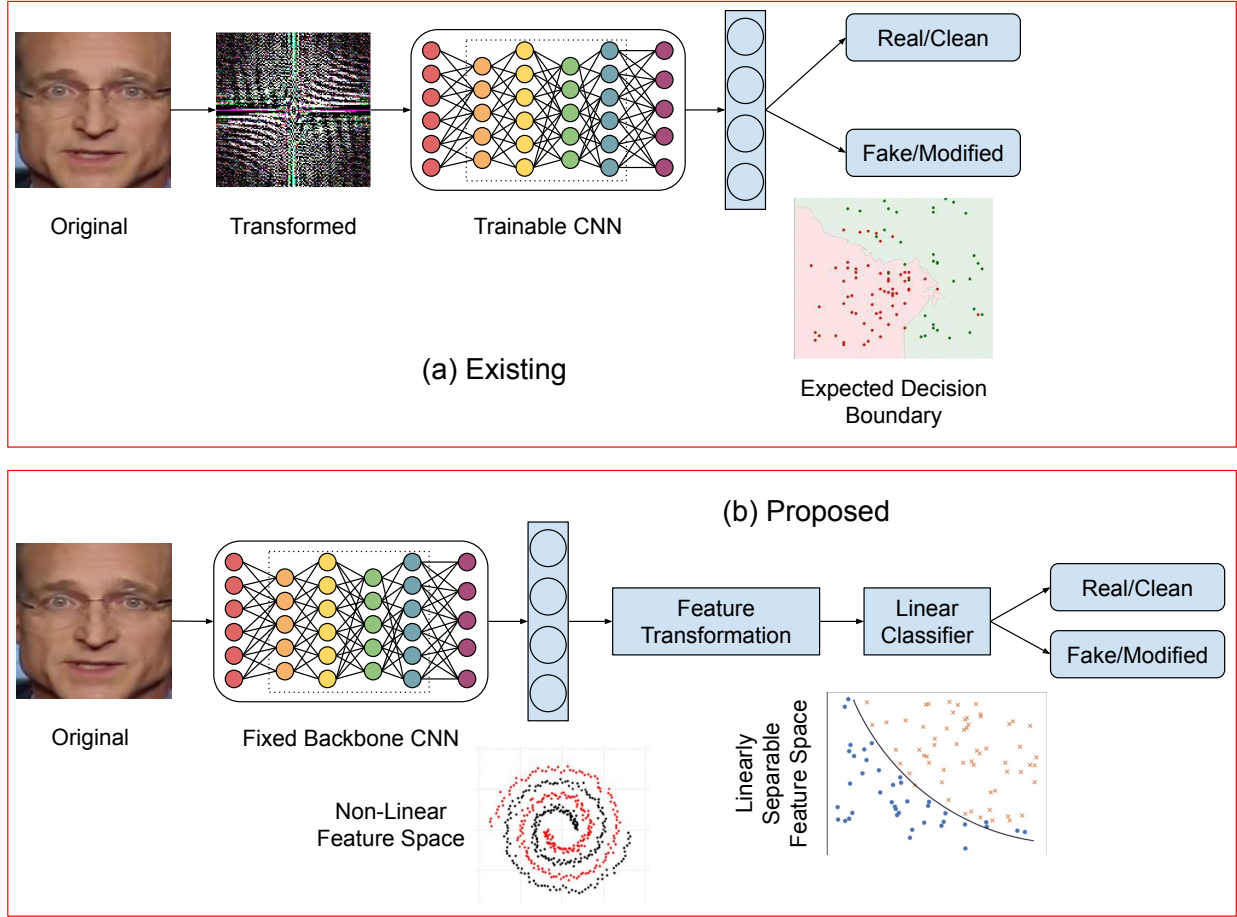 Real/Clean
Fake/Modified
Original
Transformed
Trainable CNN
(a) Existing
Expected Decision
Boundary
(b) Proposed
Feature
Transformation
Linear
Classifier
Real/Clean
Fake/Modified
Original
Fixed Backbone CNN
Non-Linear
Feature Space
Linearly
Separable
Feature Space